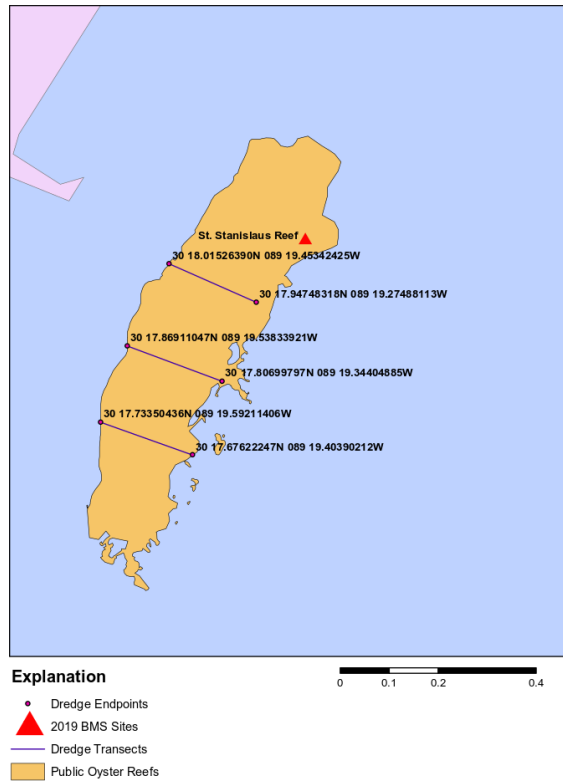 St. Stanislaus Reef
30 18.01526390N 089 19.45342425W
30 17.94748318N 089 19.27488113W
30 17.86911047N 089 19.53833921W
30 17.80699797N 089 19.34404885W
30 17.73350436N 089 19.59211406W
30 17.67622247N 089 19.40390212W
Explanation
0 0.1 0.2 0.4
Dredge Endpoints
2019 BMS Sites
Dredge Transects
Public Oyster Reefs